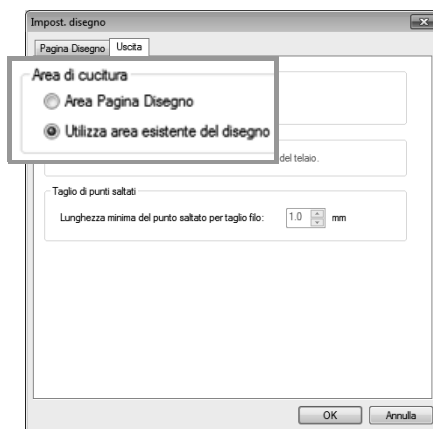 Impost. disegno
Pagina Disegno Uscita
Area di cucitura
Area Pagina Disegno
Utilizza area esistente del disegno
del telaio.
Taglio di punti saltati
Lunghezza minima del punto saltato per taglio filo: 1.0 mm
OK Annulla